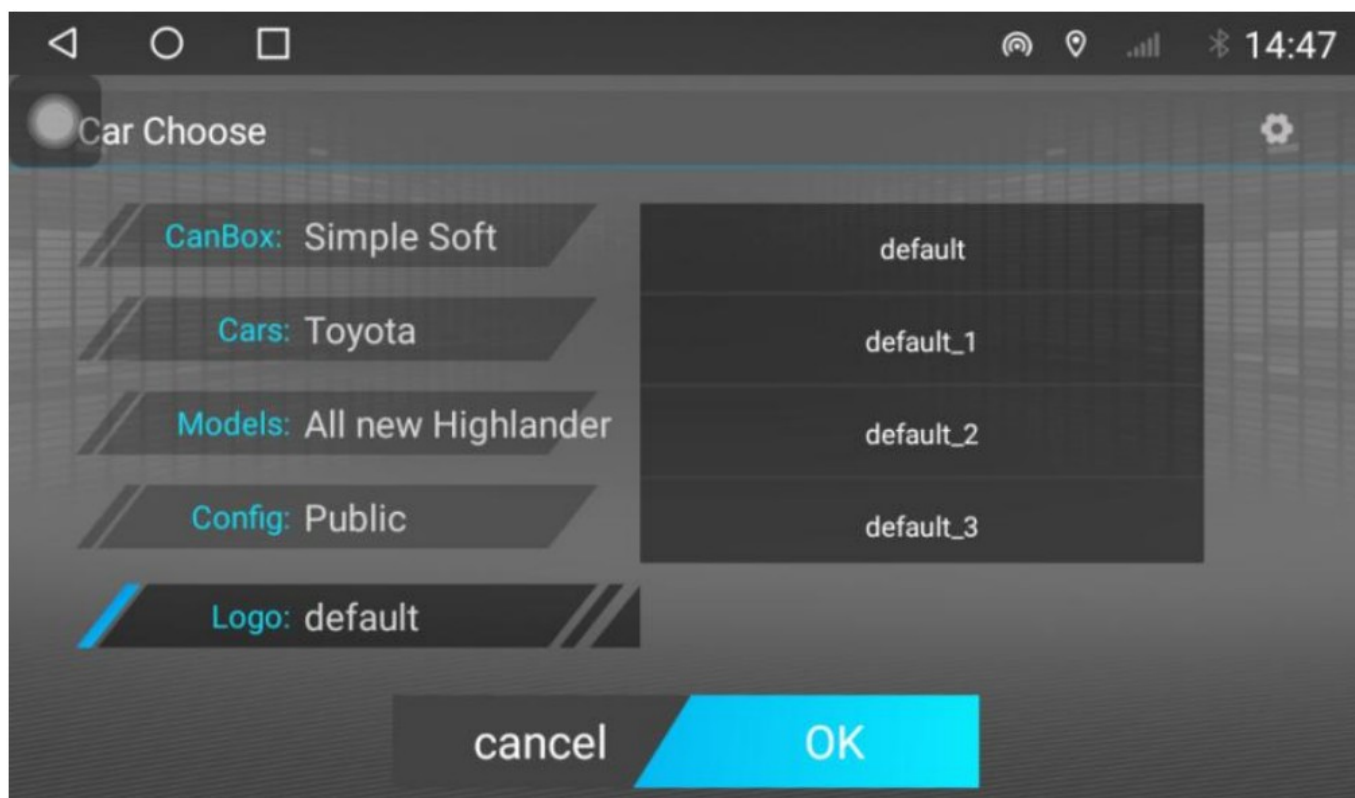 14:47
Car Choose
CanBox: Simple Soft
Cars: Toyota
Models: All new Highlander
Config: Public
Logo: default
default
default_1
default_2
default_3
cancel
OK